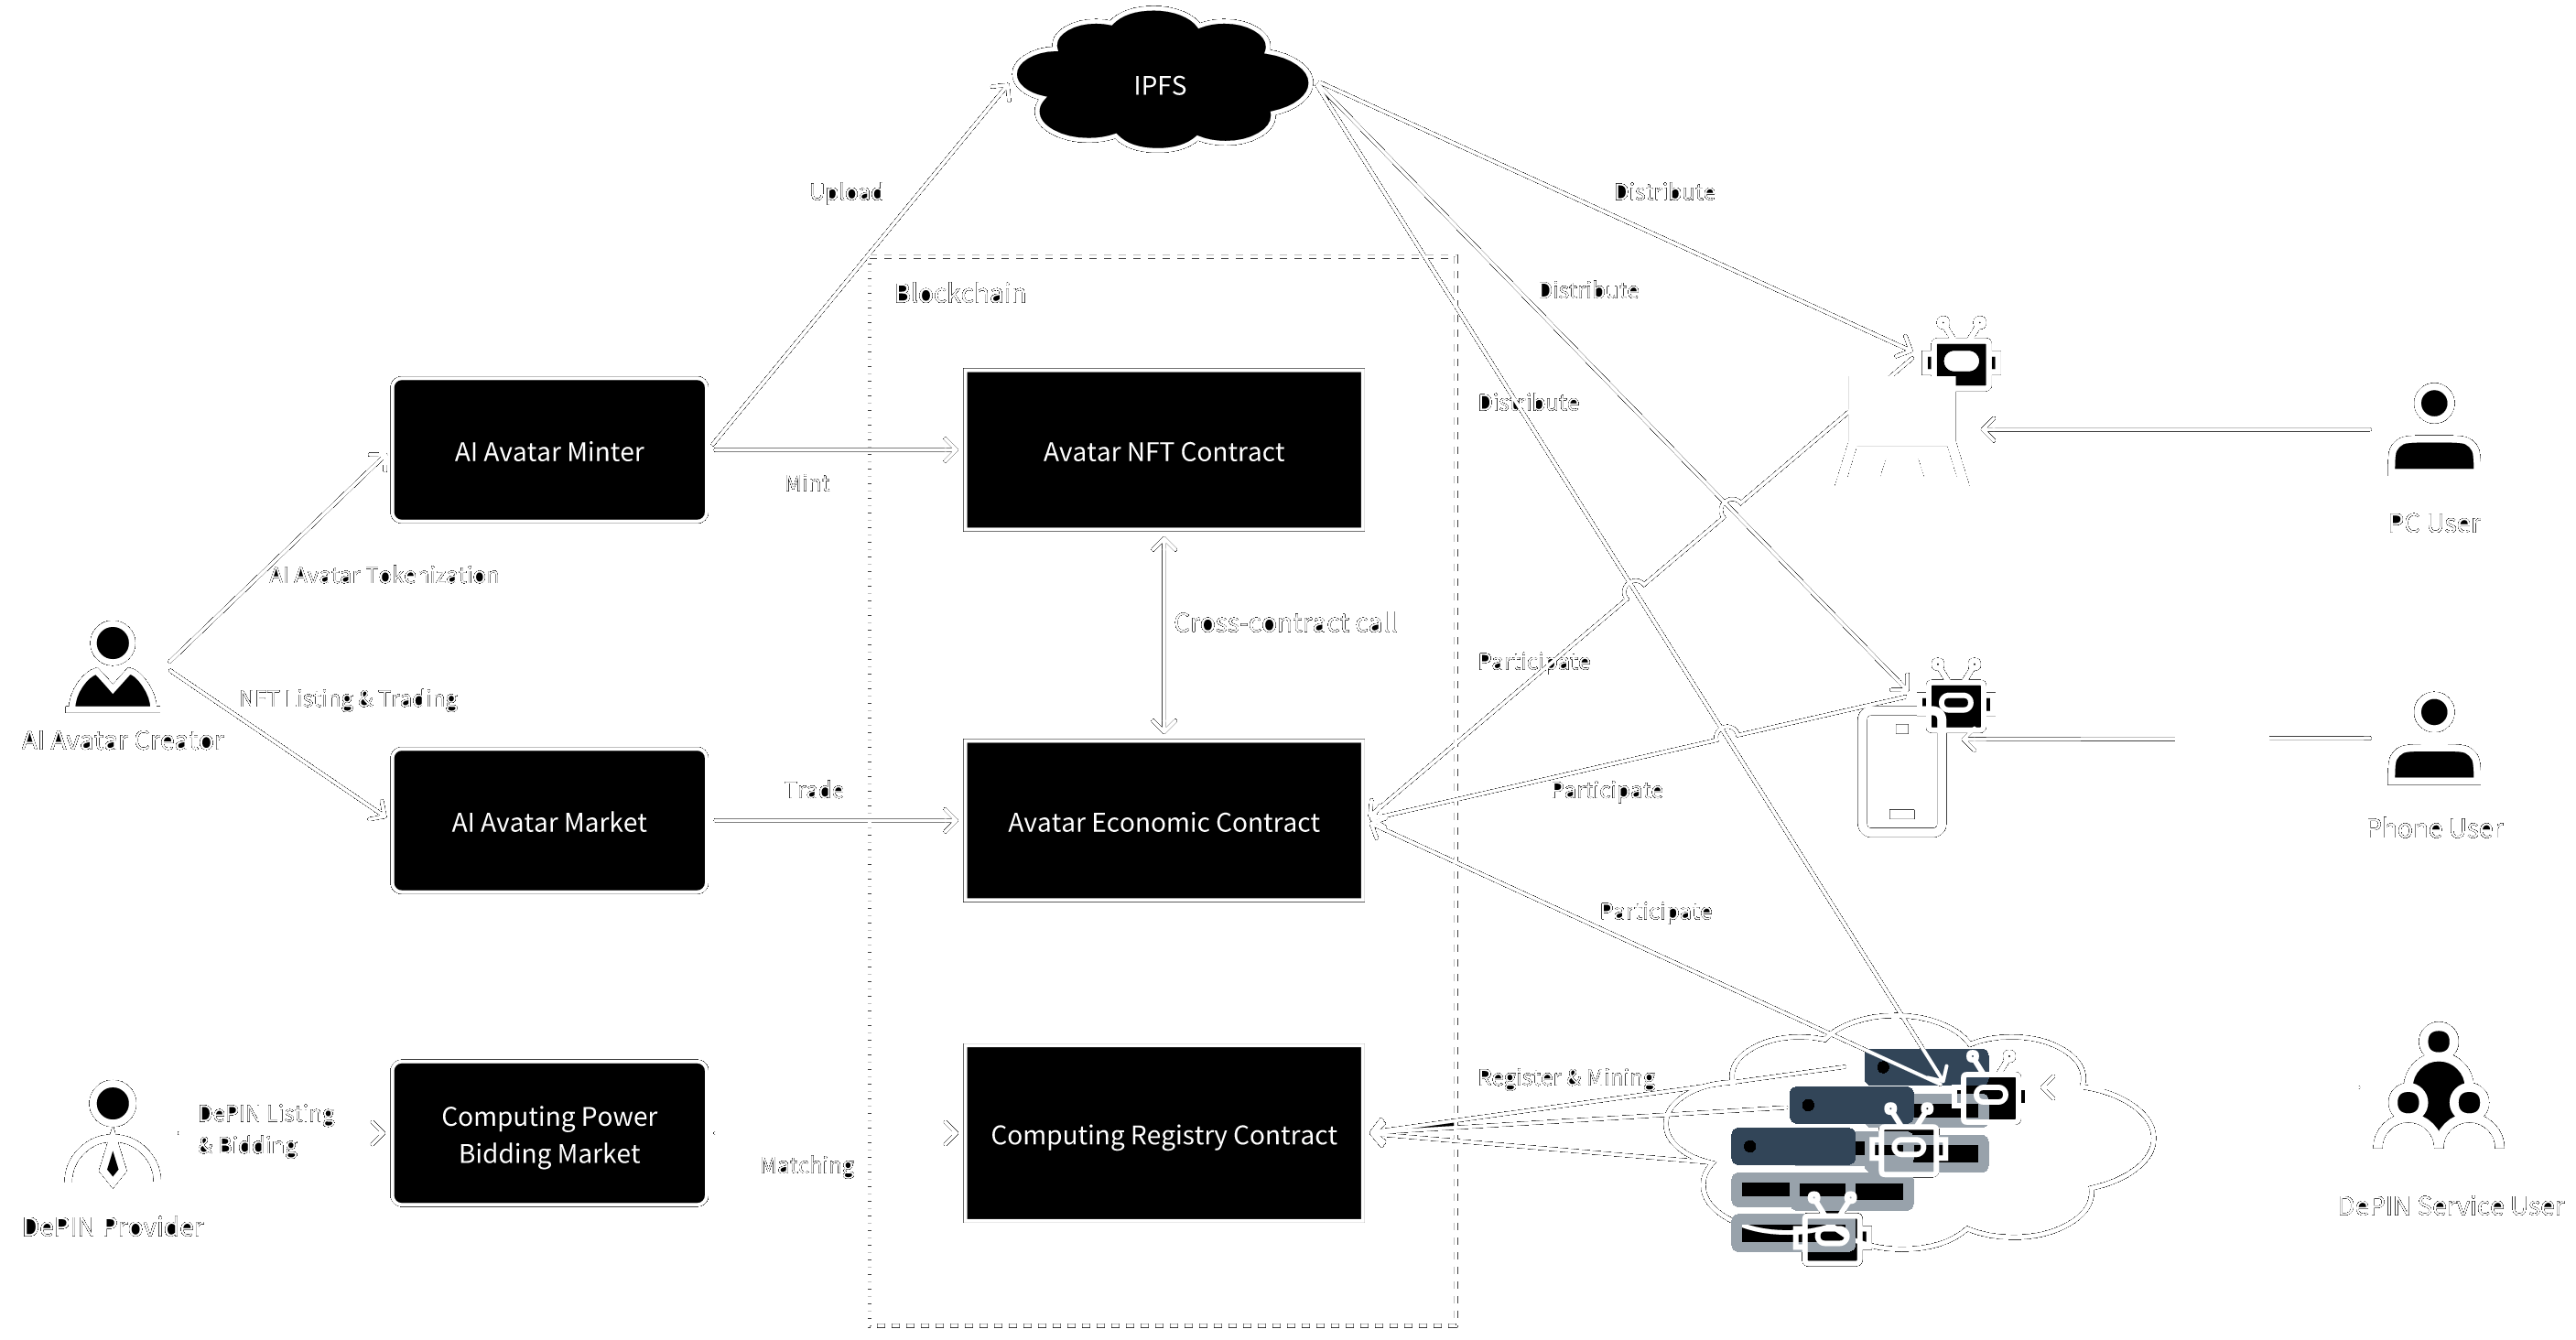 IPFS
Upload
Distribute
Blockchain
Distribute
Distribute
AI Avatar Minter
Avatar NFT Contract
Mint
PC User
AI Avatar Tokenization
Cross-contract call
Participate
NFT Listing & Trading
AI Avatar Creator
Trade
Participate
AI Avatar Market
Avatar Economic Contract
Phone User
Participate
Register & Mining
DePIN Listing
& Bidding
Computing Power
Bidding Market
Computing Registry Contract
Matching
DePIN Provider
DePIN Service User